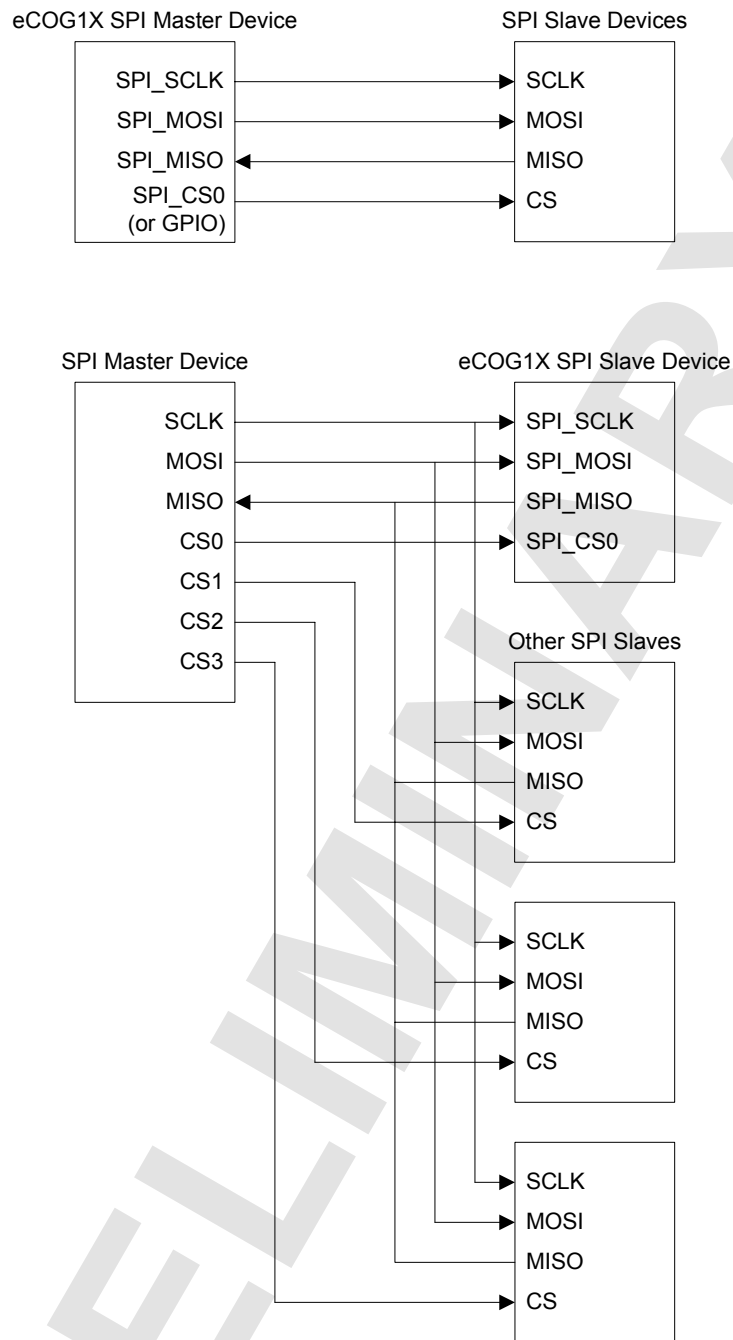 eCOG1X SPI Master Device
SPI Slave Devices
SPI_SCLK
SPI_MOSI
SPI_MISO
SPI_CS0
(or GPIO)
SCLK
MOSI
MISO
CS
SPI Master Device
eCOG1X SPI Slave Device
SCLK
MOSI
MISO
CS0
CS1
CS2
CS3
SPI_SCLK
SPI_MOSI
SPI_MISO
SPI_CS0
Other SPI Slaves
SCLK
MOSI
MISO
CS
SCLK
MOSI
MISO
CS
SCLK
MOSI
MISO
CS